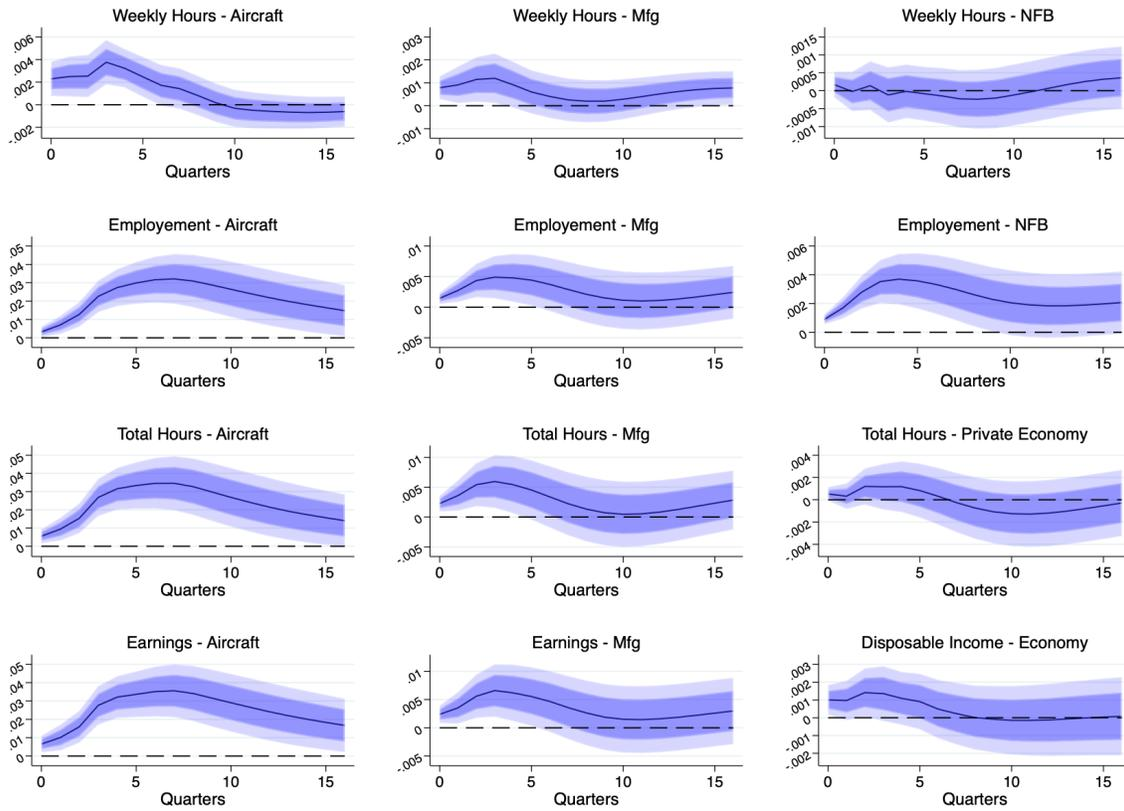 Weekly Hours - Aircraft
.006
.004
.002
0
-.002
0 5 10 15
Quarters
Weekly Hours - Mfg
.003
.002
.001
0
-.001
0 5 10 15
Quarters
Weekly Hours - NFB
.0015
.001
.0005
0
-.0005
-.001
0 5 10 15
Quarters
Employement - Aircraft
.05
.04
.03
.02
.01
0
0 5 10 15
Quarters
Employement - Mfg
.01
.005
0
-.005
0 5 10 15
Quarters
Employement - NFB
.006
.004
.002
0
0 5 10 15
Quarters
Total Hours - Aircraft
.05
.04
.03
.02
.01
0
0 5 10 15
Quarters
Total Hours - Mfg
.01
.005
0
-.005
0 5 10 15
Quarters
Total Hours - Private Economy
.004
.002
0
-.002
-.004
0 5 10 15
Quarters
Earnings - Aircraft
.05
.04
.03
.02
.01
0
0 5 10 15
Quarters
Earnings - Mfg
.01
.005
0
-.005
0 5 10 15
Quarters
Disposable Income - Economy
.003
.002
.001
0
-.001
-.002
0 5 10 15
Quarters